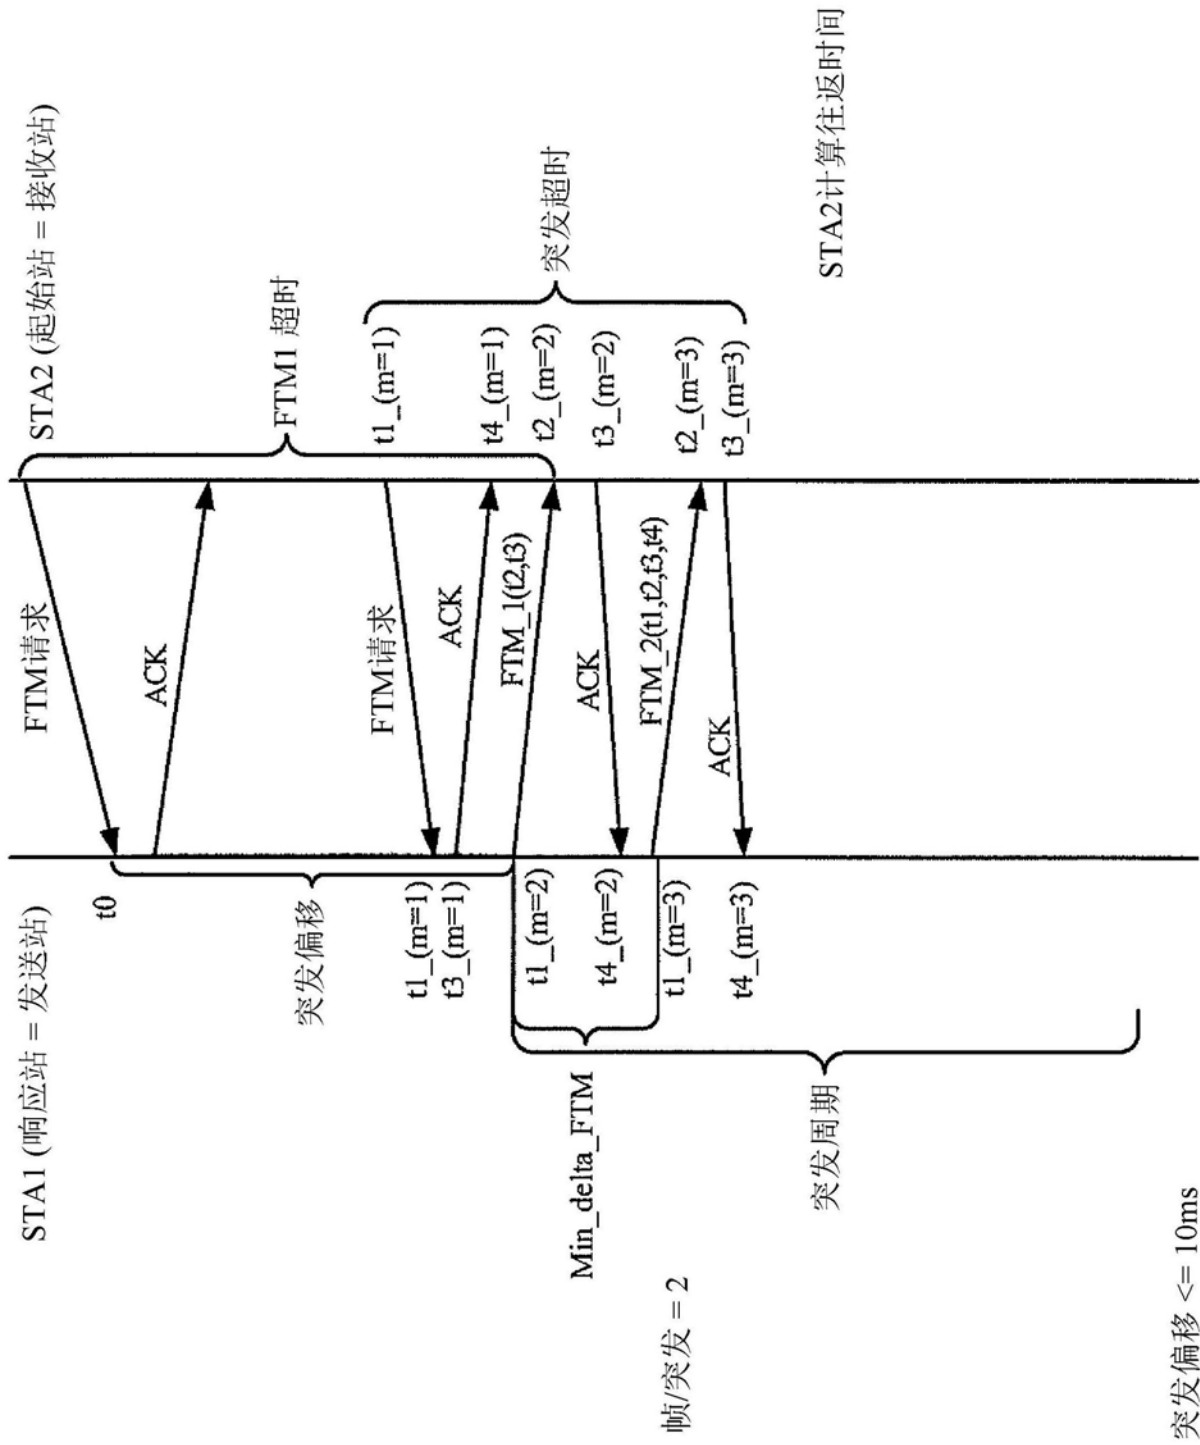 STA1 (响应站 = 发送站)
STA2 (起始站 = 接收站)
FTM请求
t0
ACK
FTM1 超时
突发偏移
FTM请求
t1_(m=1)
t1_(m=1)
t3_(m=1)
ACK
t4_(m=1)
FTM_1(t2,t3)
t1_(m=2)
t2_(m=2)
突发超时
ACK
t3_(m=2)
t4_(m=2)
Min_delta_FTM
FTM_2(t1,t2,t3,t4)
t1_(m=3)
t2_(m=3)
帧/突发 = 2
ACK
t3_(m=3)
t4_(m=3)
突发周期
STA2计算往返时间
突发偏移 <= 10ms